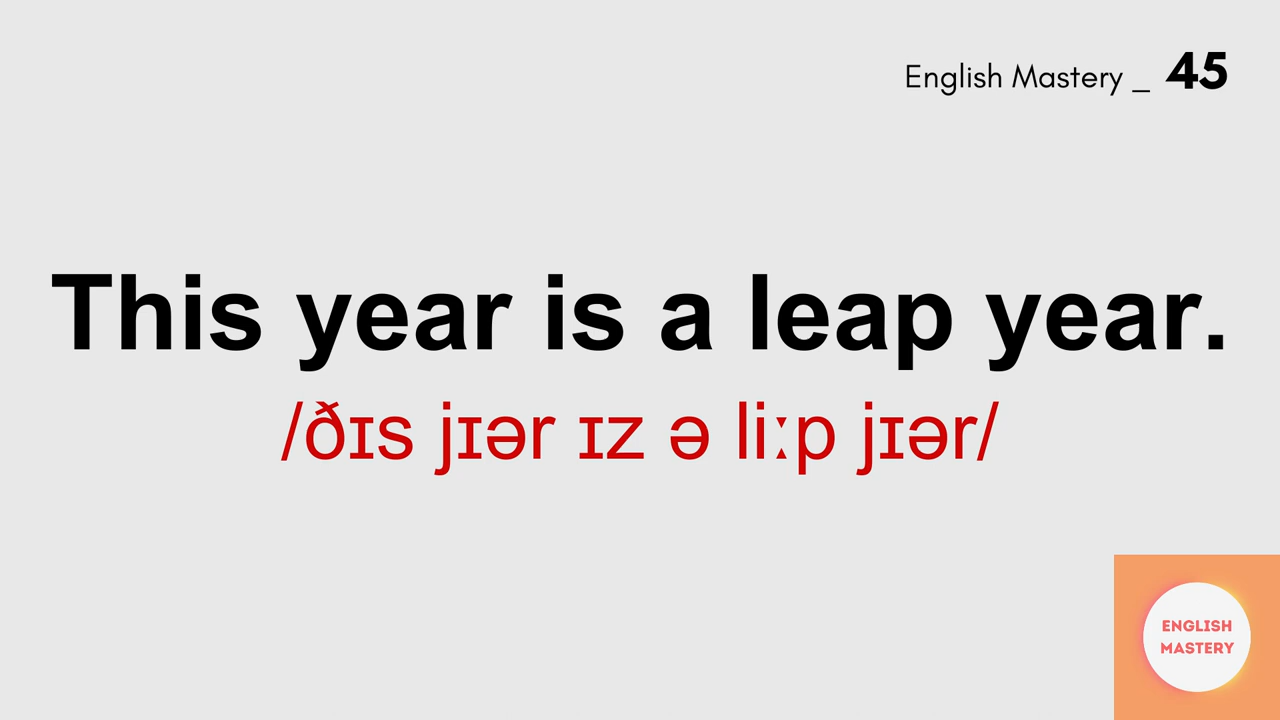 English Mastery _ 45
This year is a leap year.
/ðɪs jɪər ɪz ə liːp jɪər/
ENGLISH
MASTERY